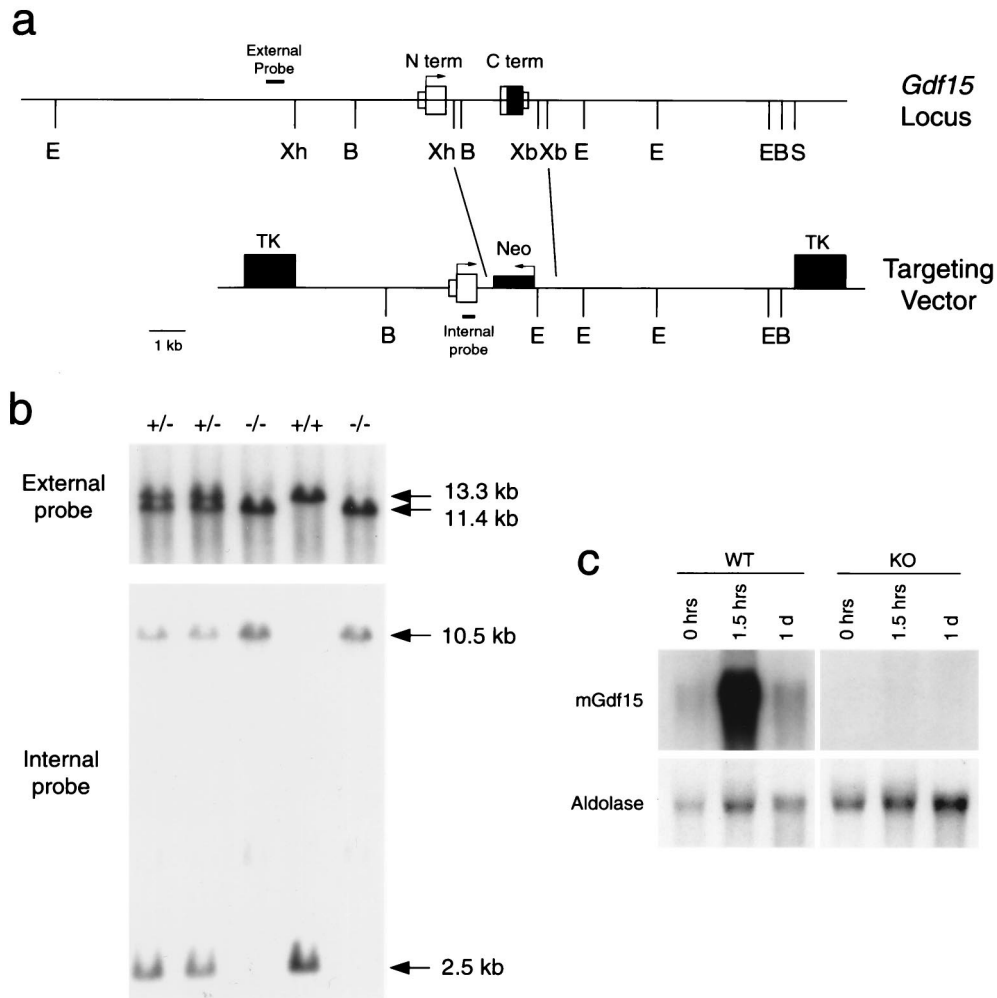 a
External
Probe
N term
C term
Gdf15
Locus
E Xh B Xh B Xb Xb E E E B S
TK
Neo
TK
Targeting
Vector
B
Internal
probe
E E E E B
1 kb
b
+/- +/- -/- +/+ -/-
External
probe
13.3 kb
11.4 kb
10.5 kb
Internal
probe
2.5 kb
c
WT KO
0 hrs 1.5 hrs 1 d 0 hrs 1.5 hrs 1 d
mGdf15
Aldolase